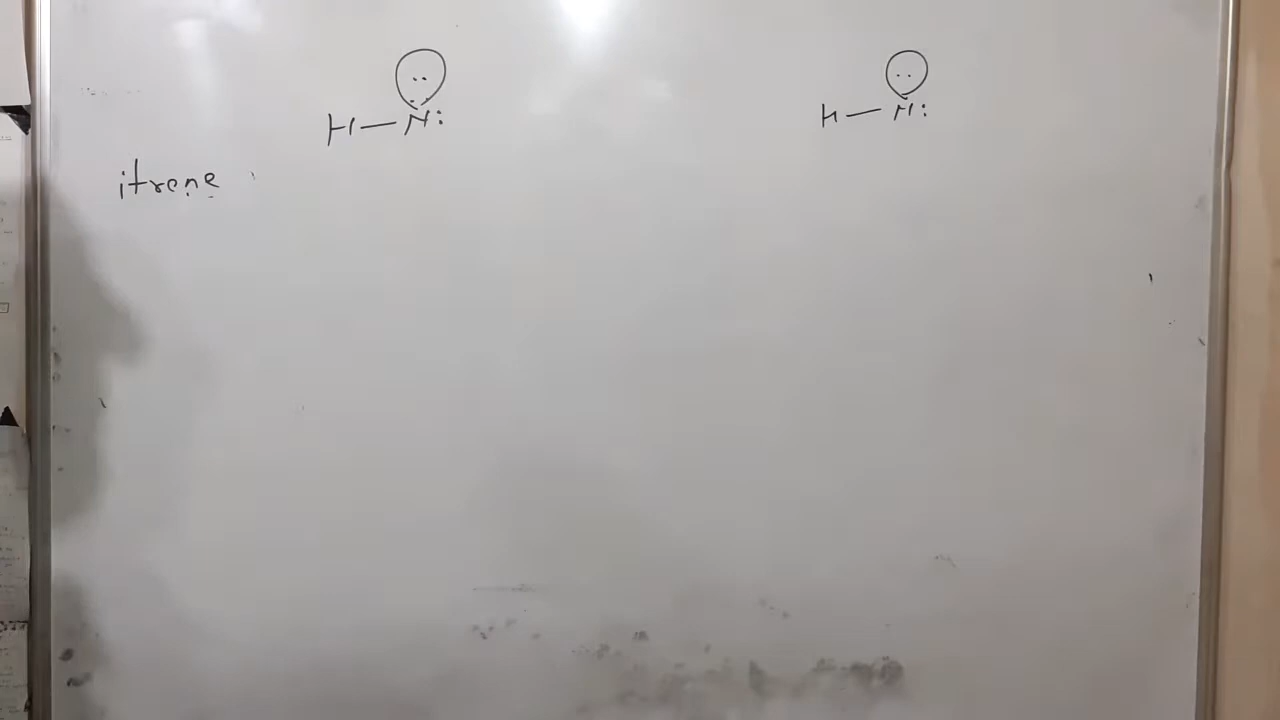 H — N: H — N:
itrene